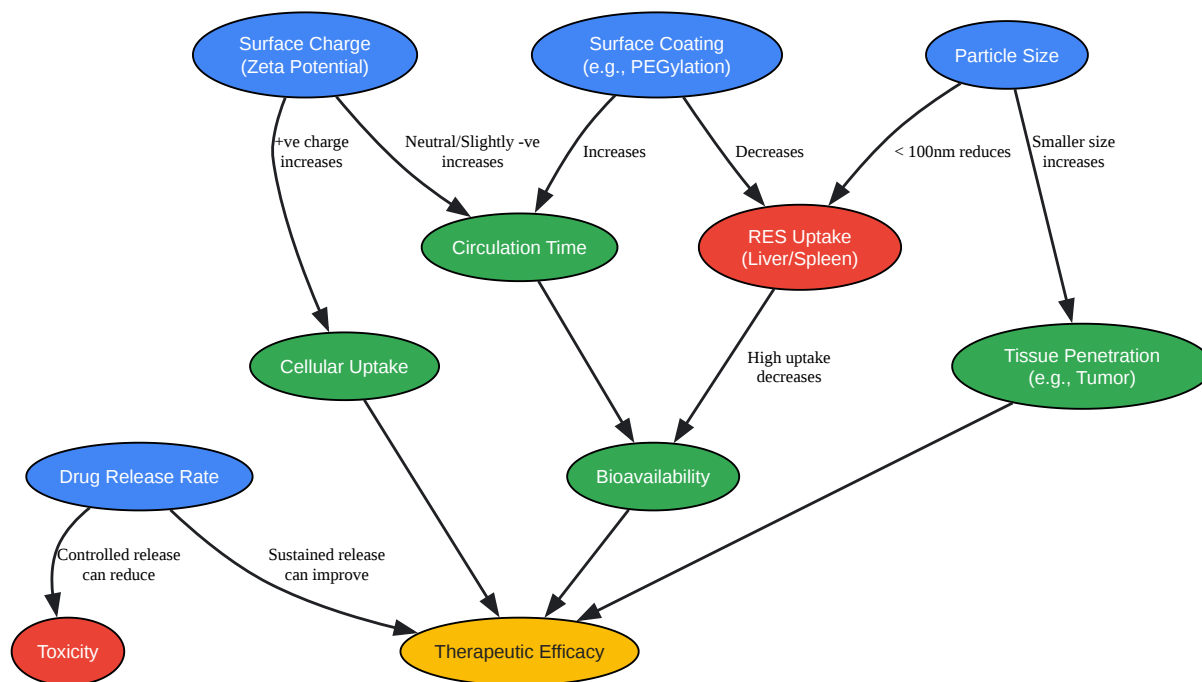 Surface Charge
(Zeta Potential)
Surface Coating
(e.g., PEGylation)
Particle Size
+ve charge
increases
Neutral/Slightly -ve
increases
Increases
Decreases
< 100nm reduces
Smaller size
increases
Circulation Time
RES Uptake
(Liver/Spleen)
Cellular Uptake
High uptake
decreases
Tissue Penetration
(e.g., Tumor)
Drug Release Rate
Bioavailability
Controlled release
can reduce
Sustained release
can improve
Toxicity
Therapeutic Efficacy